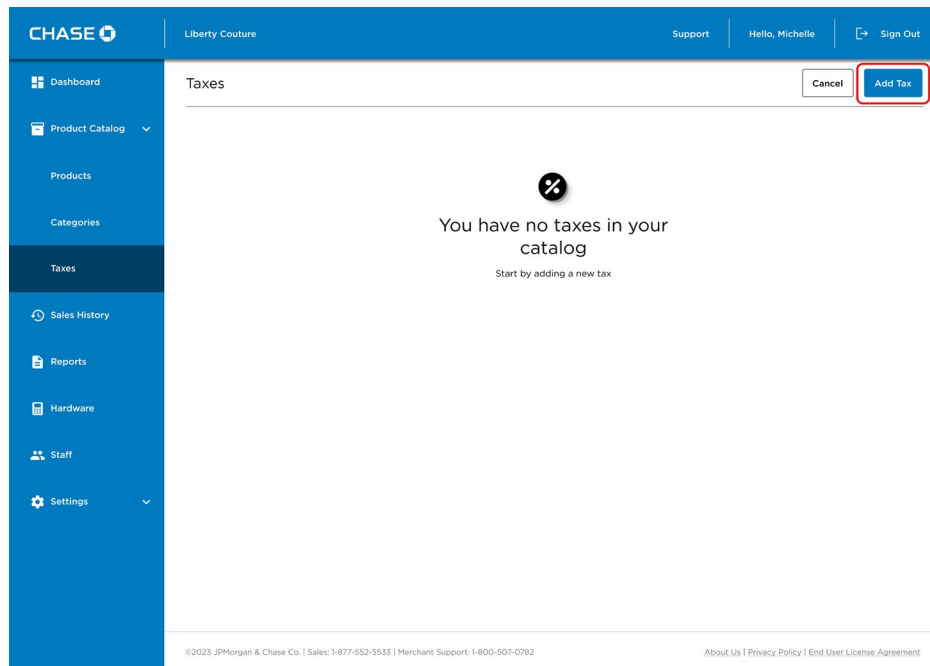 CHASE
Liberty Couture
Support
Hello, Michelle
Sign Out
Dashboard
Product Catalog
Products
Categories
Taxes
Sales History
Reports
Hardware
Staff
Settings
Taxes
Cancel
Add Tax
You have no taxes in your
catalog
Start by adding a new tax
©2023 JPMorgan & Chase Co. | Sales: 1-877-552-5533 | Merchant Support: 1-800-507-0782
About Us | Privacy Policy | End User License Agreement